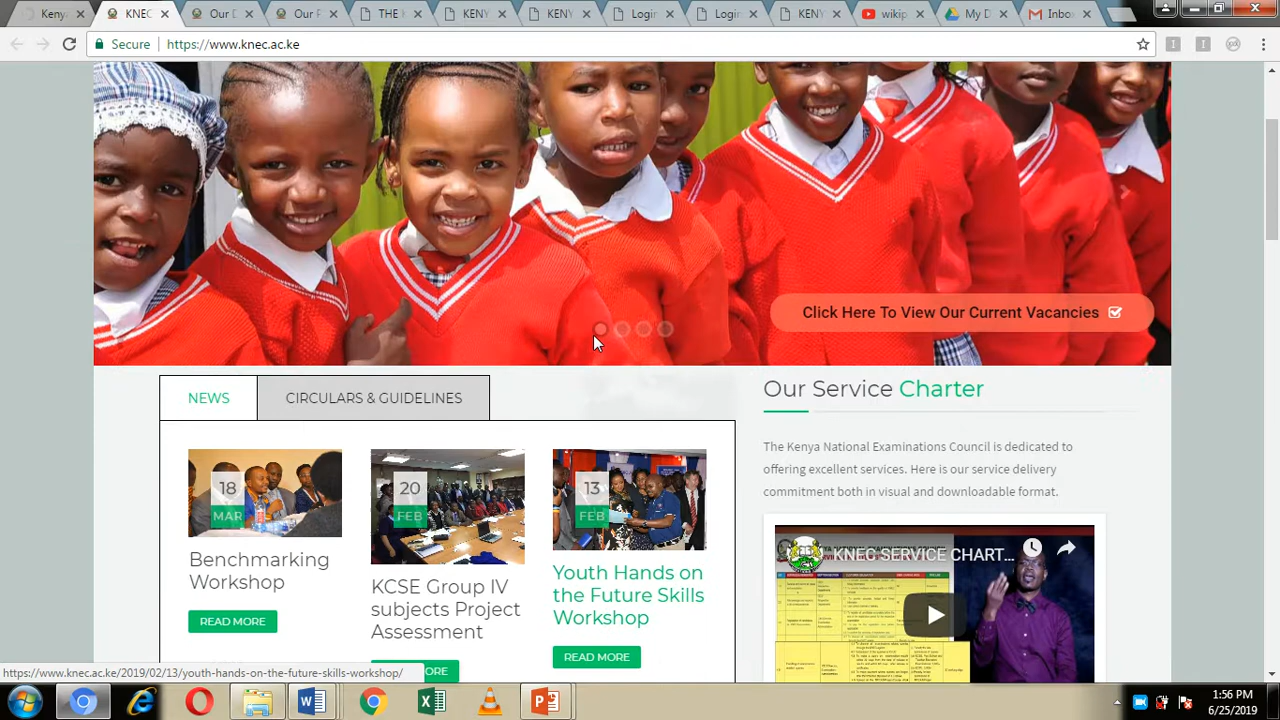 Keny
KNEC
Our D
Our P
THE K
KENY
KENY
Login
Login
KENY
wikip
My D
Inbo
Secure https://www.knec.ac.ke
Click Here To View Our Current Vacancies
NEWS
CIRCULARS & GUIDELINES
18
MAR
Benchmarking
Workshop
READ MORE
20
FEB
KCSE Group IV
subjects Project
Assessment
ORE
13
FEB
Youth Hands on
the Future Skills
Workshop
READ MORE
Our Service Charter
The Kenya National Examinations Council is dedicated to
offering excellent services. Here is our service delivery
commitment both in visual and downloadable format.
KNEC SERVICE CHART...
https://www.knec.ac.ke/2019/02/13/youth-hands-on-the-future-skills-workshop/
1:56 PM
6/25/2019